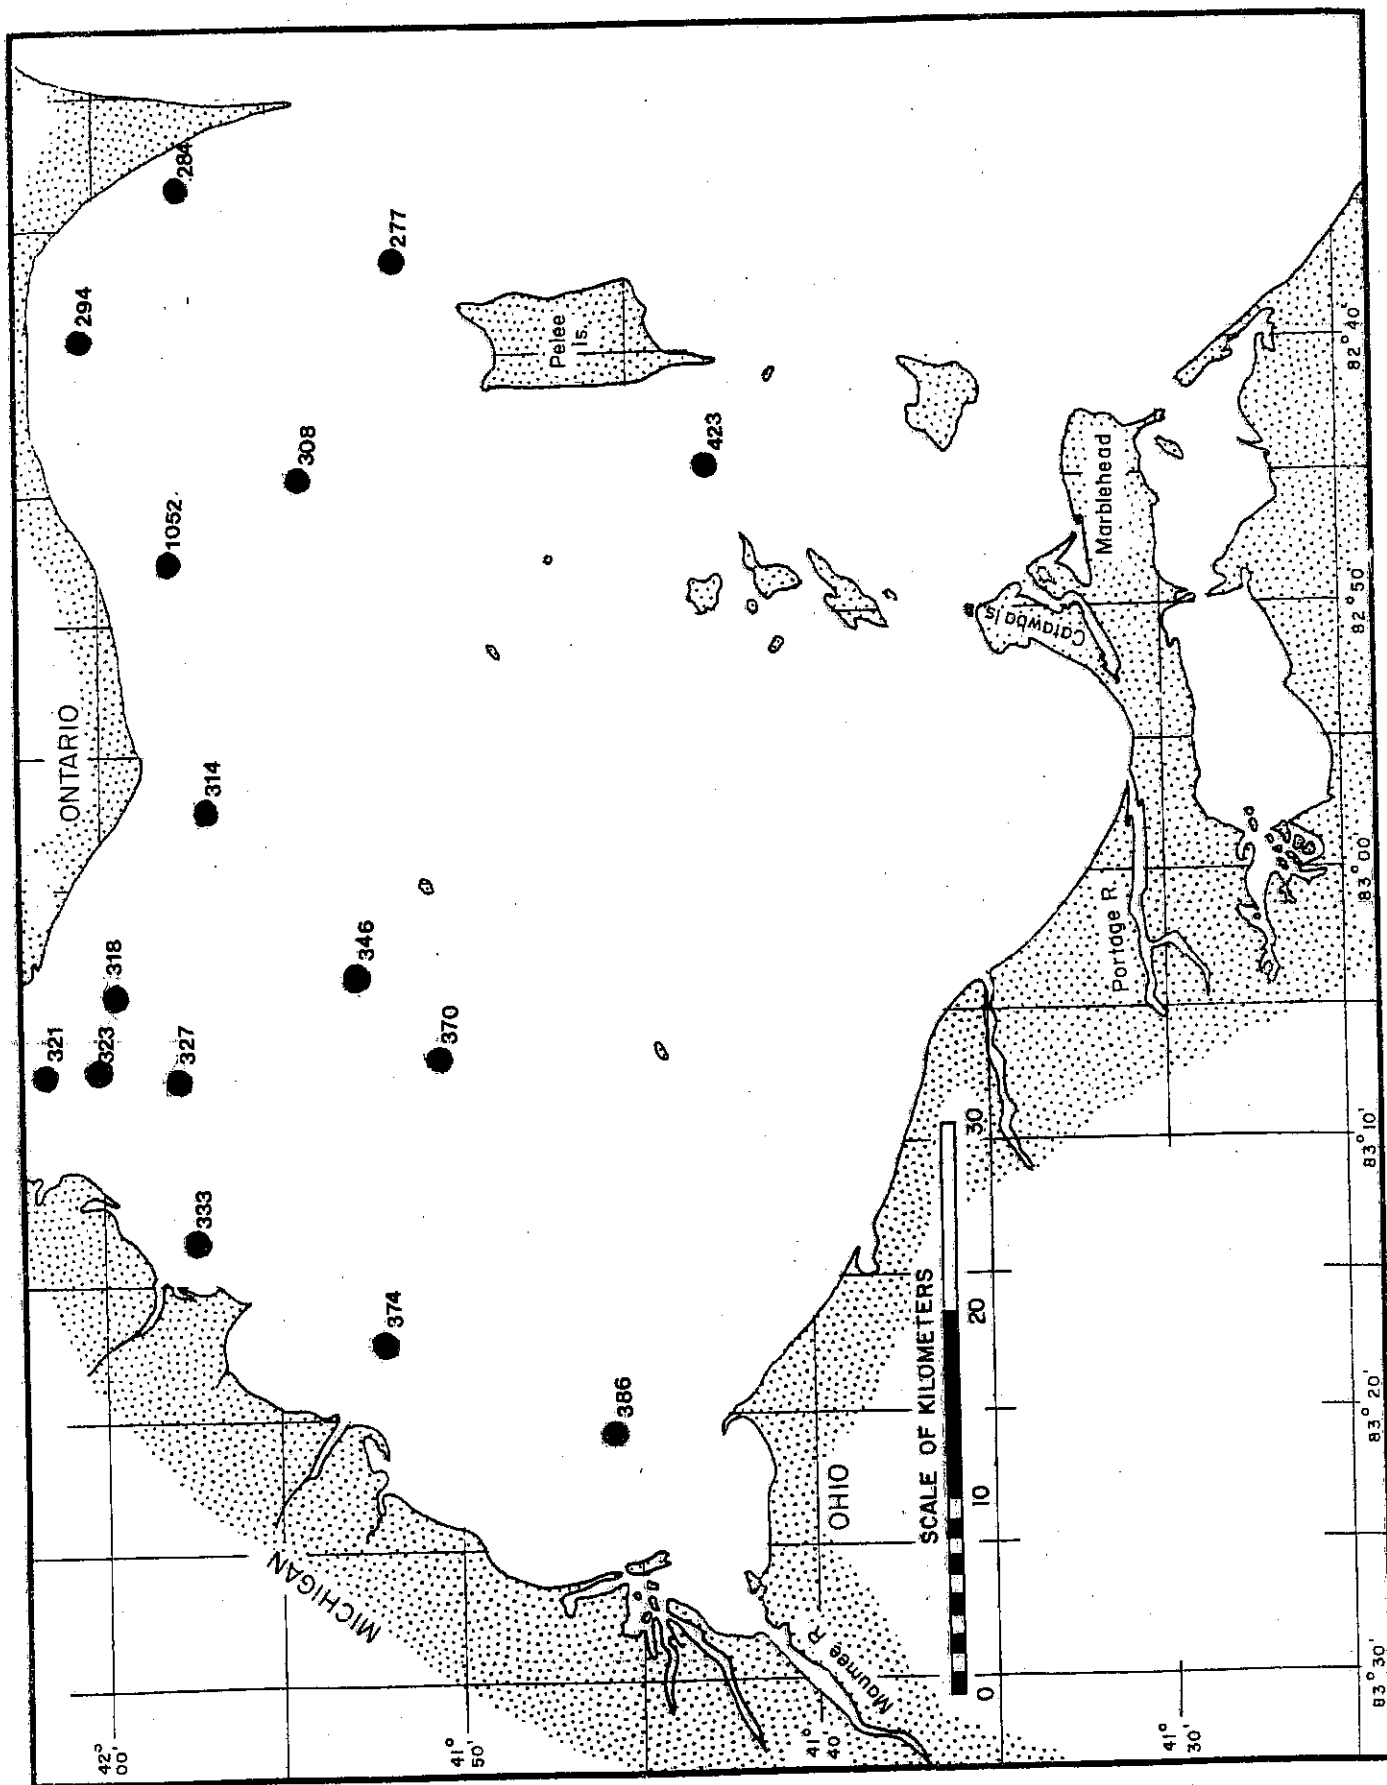 ONTARIO
MICHIGAN
OHIO
284
294
277
308
1052
423
314
318
321
323
327
346
370
333
374
386
Pelee
Is.
Marblehead
Catawba Is.
Portage R.
Maumee R.
SCALE OF KILOMETERS
0 10 20 30
42°
00'
41°
50'
41°
40'
41°
30'
83° 30'
83° 20'
83° 10'
83° 00'
82° 50'
82° 40'